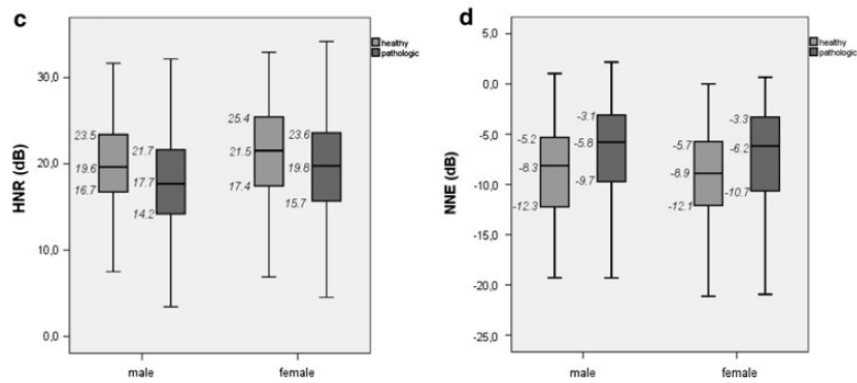 c
healthy
pathologic
HNR (dB)
30,0
20,0
10,0
0,0
23.5
19.6
16.7
21.7
17.7
14.2
25.4
21.5
17.4
23.6
19.8
15.7
male
female
d
healthy
pathologic
NNE (dB)
5,0
0,0
-5,0
-10,0
-15,0
-20,0
-25,0
-5.2
-8.3
-12.3
-3.1
-5.8
-9.7
-5.7
-8.9
-12.1
-3.3
-6.2
-10.7
male
female